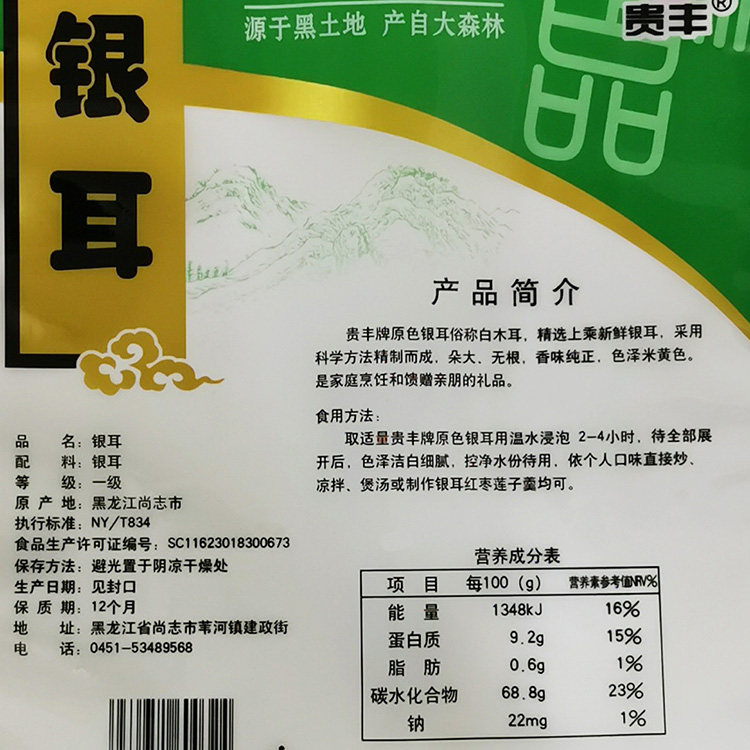 源于黑土地 产自大森林
贵丰®
银耳
品
产品简介
贵丰牌原色银耳俗称白木耳，精选上乘新鲜银耳，采用
科学方法精制而成，朵大、无根，香味纯正，色泽米黄色。
是家庭烹饪和馈赠亲朋的礼品。
食用方法：
取适量贵丰牌原色银耳用温水浸泡 2-4小时，待全部展
开后，色泽洁白细腻，控净水份待用，依个人口味直接炒、
凉拌、煲汤或制作银耳红枣莲子羹均可。
品 名：银耳
配 料：银耳
等 级：一级
原 产 地：黑龙江尚志市
执行标准：NY/T834
食品生产许可证编号：SC11623018300673
保存方法：避光置于阴凉干燥处
生产日期：见封口
保 质 期：12个月
地 址：黑龙江省尚志市苇河镇建政街
电 话：0451-53489568
营养成分表
项 目 每100（g） 营养素参考值NRV%
能 量 1348kJ 16%
蛋白质 9.2g 15%
脂 肪 0.6g 1%
碳水化合物 68.8g 23%
钠 22mg 1%